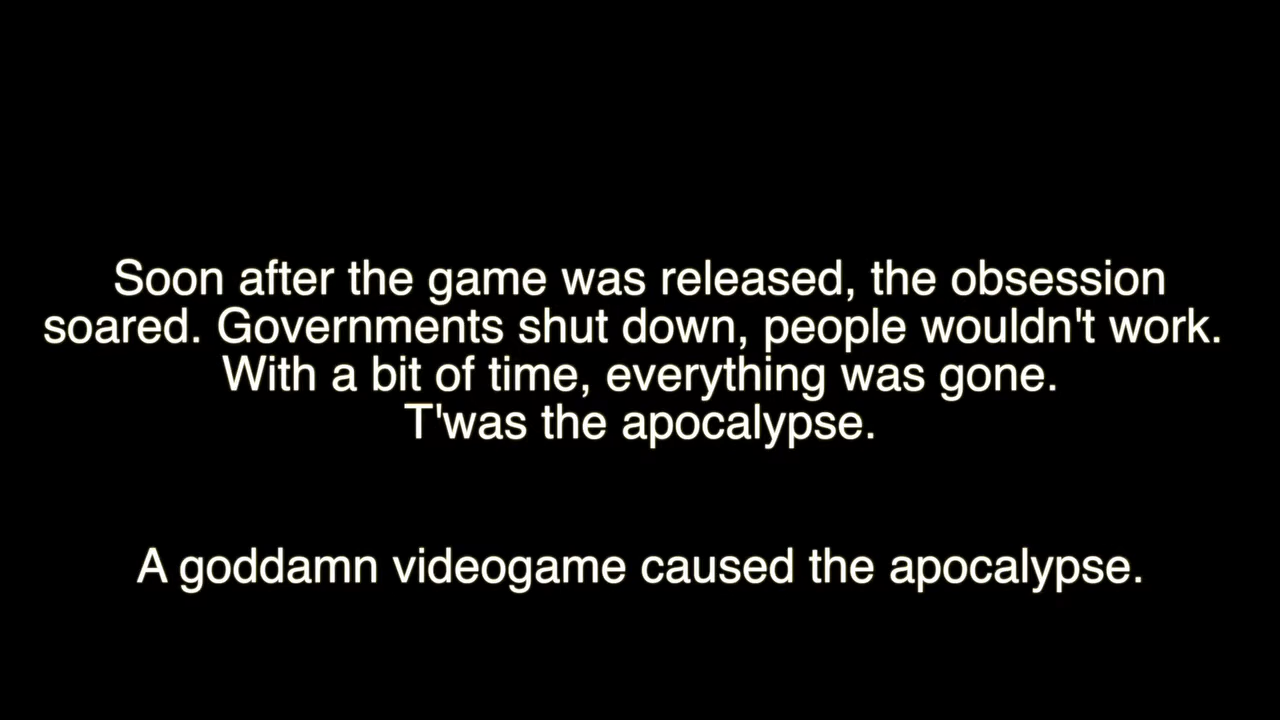 Soon after the game was released, the obsession
soared. Governments shut down, people wouldn't work.
With a bit of time, everything was gone.
T'was the apocalypse.
A goddamn videogame caused the apocalypse.